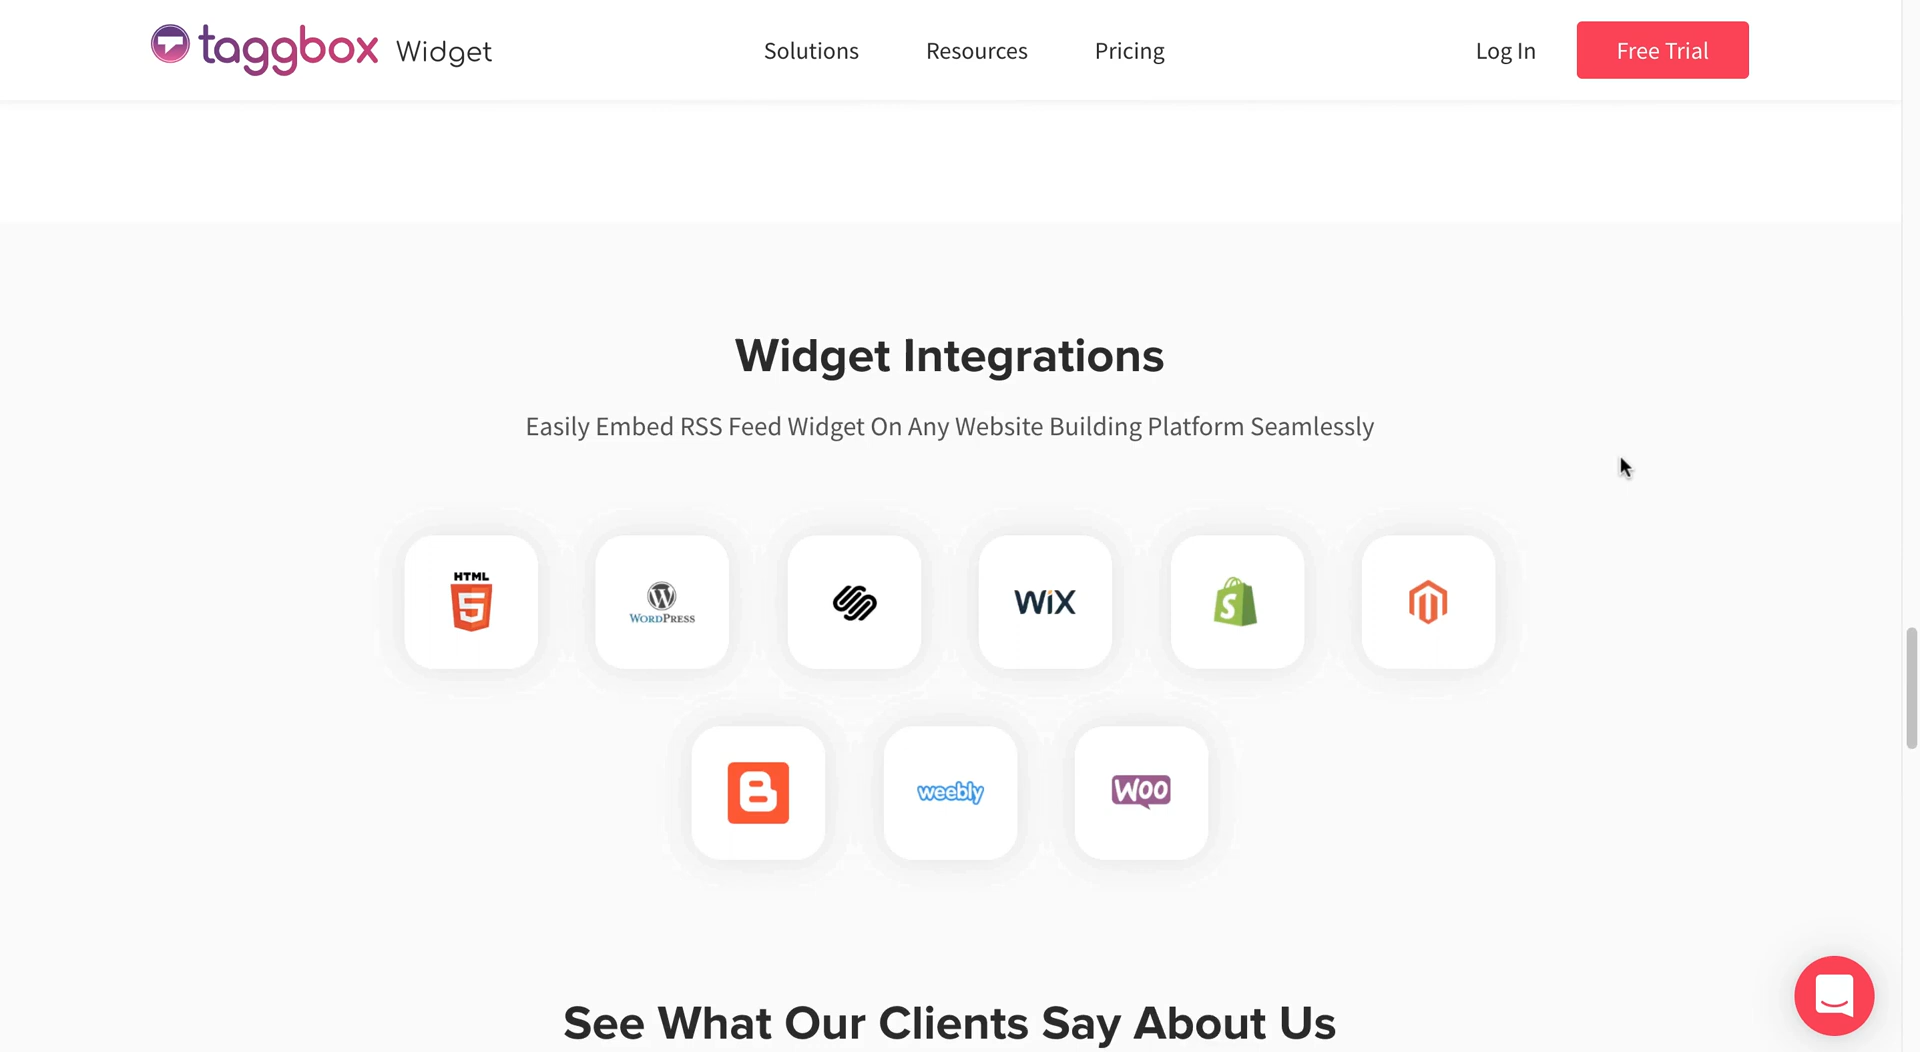 taggbox Widget
Solutions
Resources
Pricing
Log In
Free Trial
Widget Integrations
Easily Embed RSS Feed Widget On Any Website Building Platform Seamlessly
HTML
5
WORDPRESS
WiX
S
B
weebly
WOO
See What Our Clients Say About Us